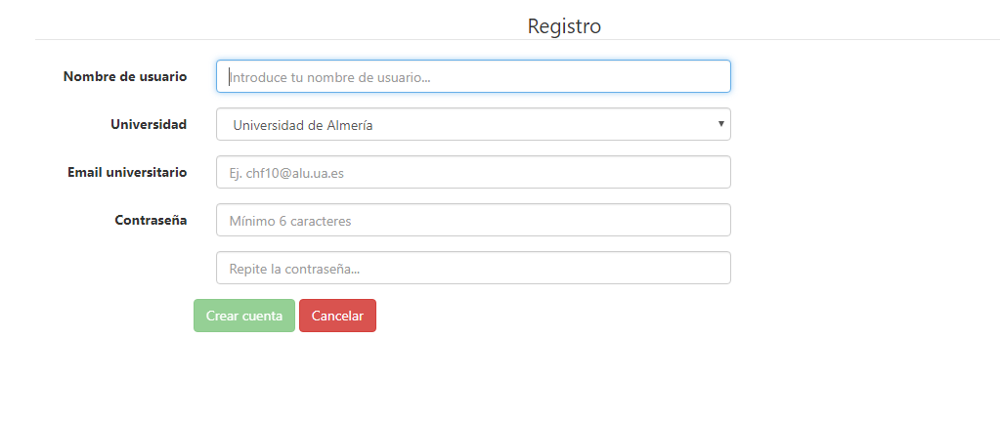 Registro
Nombre de usuario Introduce tu nombre de usuario...
Universidad Universidad de Almería
Email universitario Ej. chf10@alu.ua.es
Contraseña Mínimo 6 caracteres
Repite la contraseña...
Crear cuenta Cancelar